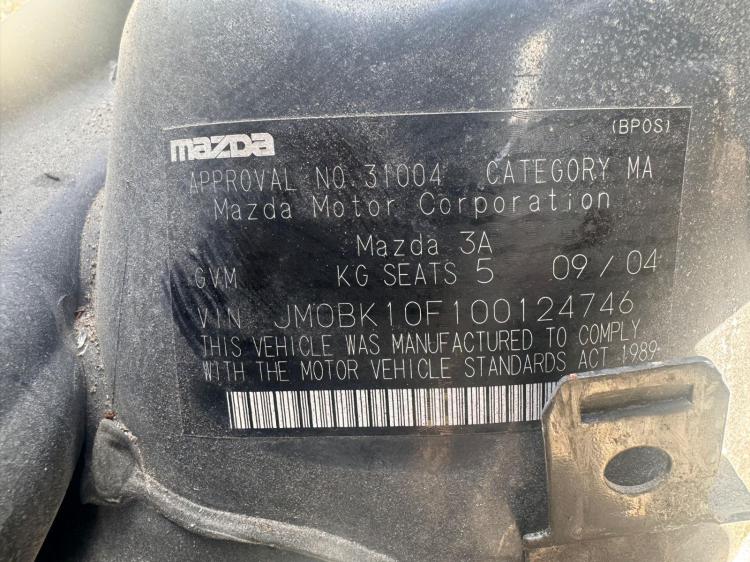 (BP0S)
mazda
APPROVAL NO. 31004 CATEGORY MA
Mazda Motor Corporation
Mazda 3A
GVM KG SEATS 5 09 / 04
VIN JM0BK10F100124746
THIS VEHICLE WAS MANUFACTURED TO COMPLY
WITH THE MOTOR VEHICLE STANDARDS ACT 1989